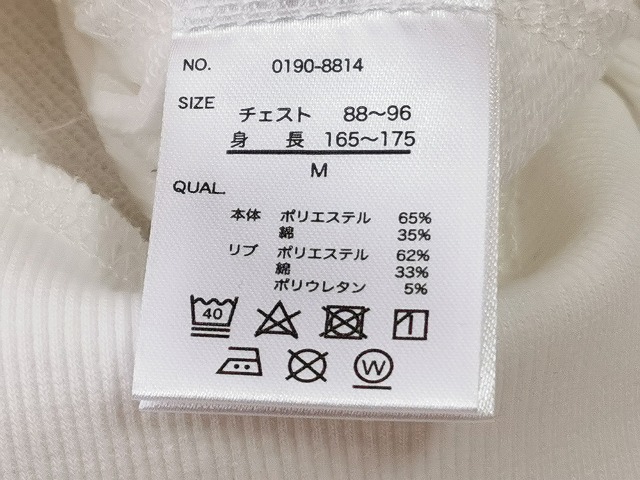 NO. 0190-8814
SIZE
チェスト 88〜96
身長 165〜175
M
QUAL.
本体 ポリエステル 65%
綿 35%
リブ ポリエステル 62%
綿 33%
ポリウレタン 5%
40
W